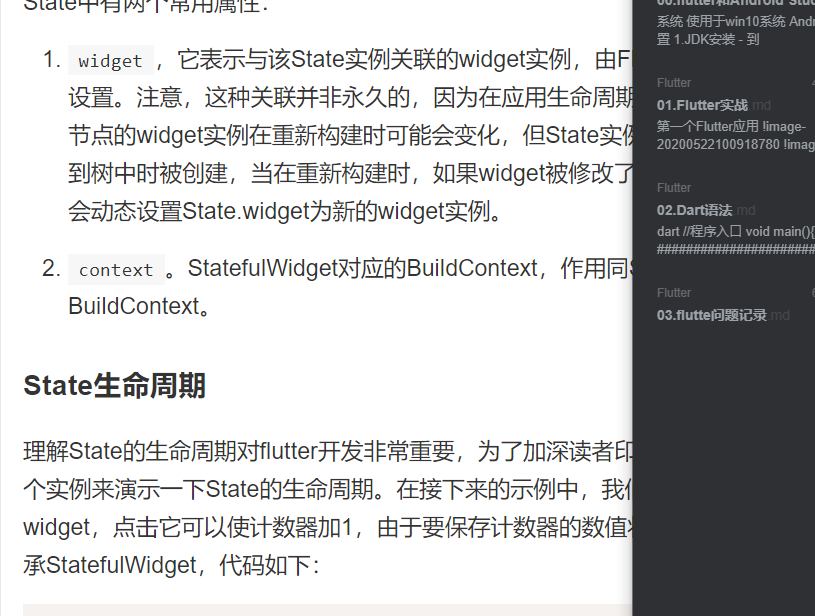 State中有两个常用属性：
1. widget，它表示与该State实例关联的widget实例，由Fl
设置。注意，这种关联并非永久的，因为在应用生命周期
节点的widget实例在重新构建时可能会变化，但State实例
到树中时被创建，当在重新构建时，如果widget被修改了
会动态设置State.widget为新的widget实例。
2. context。StatefulWidget对应的BuildContext，作用同S
BuildContext。
State生命周期
理解State的生命周期对flutter开发非常重要，为了加深读者印
个实例来演示一下State的生命周期。在接下来的示例中，我们
widget，点击它可以使计数器加1，由于要保存计数器的数值状
承StatefulWidget，代码如下：
00.flutter和Android Stud
系统 使用于win10系统 Andr
置 1.JDK安装 - 到
Flutter
01.Flutter实战.md
第一个Flutter应用 !image-
20200522100918780 !imag
Flutter
02.Dart语法.md
dart //程序入口 void main(){
######################
Flutter
03.flutte问题记录.md